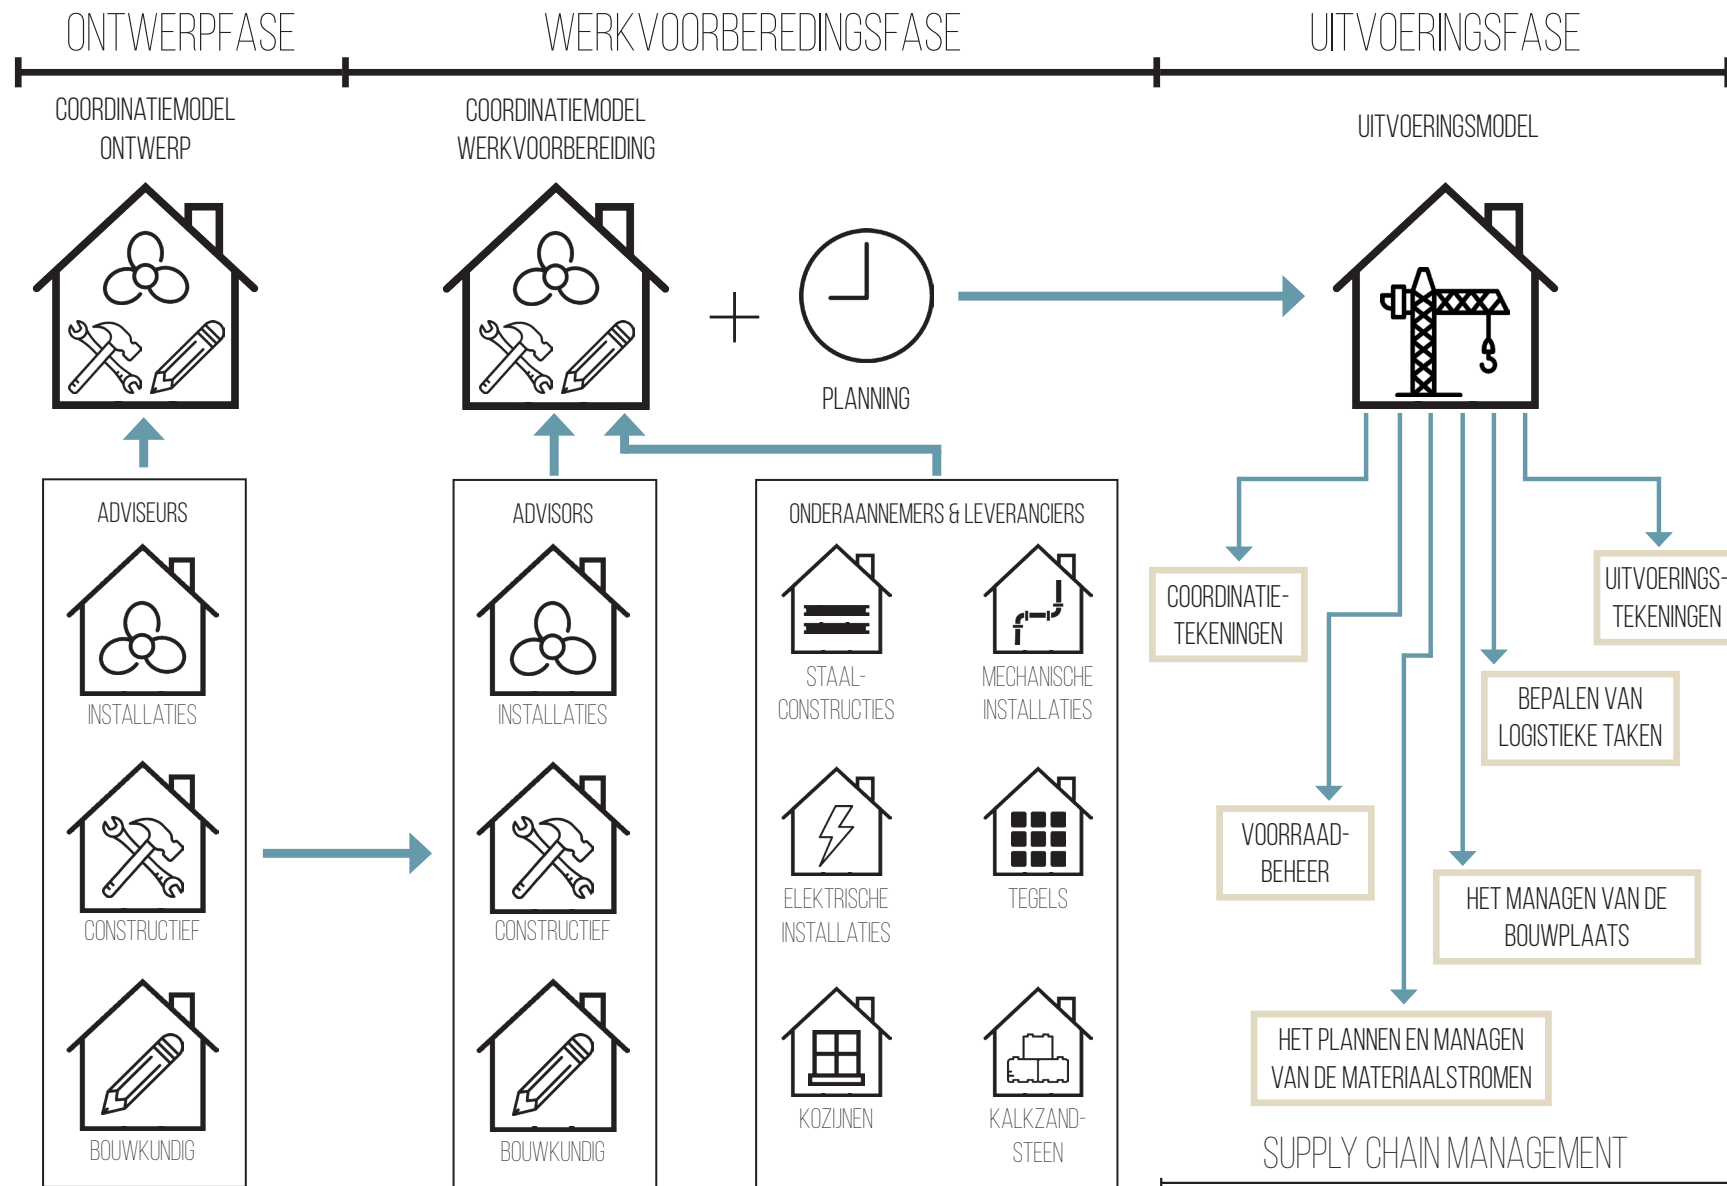 ONTWERPFASE
WERKVOORBEREDINGSFASE
UITVOERINGSFASE
COORDINATIEMODEL
ONTWERP
COORDINATIEMODEL
WERKVOORBEREIDING
UITVOERINGSMODEL
PLANNING
ADVISEURS
INSTALLATIES
CONSTRUCTIEF
BOUWKUNDIG
ADVISORS
INSTALLATIES
CONSTRUCTIEF
BOUWKUNDIG
ONDERAANNEMERS & LEVERANCIERS
STAAL-
CONSTRUCTIES
MECHANISCHE
INSTALLATIES
ELEKTRISCHE
INSTALLATIES
TEGELS
KOZIJNEN
KALKZAND-
STEEN
COORDINATIE-
TEKENINGEN
UITVOERINGS-
TEKENINGEN
BEPALEN VAN
LOGISTIEKE TAKEN
VOORRAAD-
BEHEER
HET MANAGEN VAN DE
BOUWPLAATS
HET PLANNEN EN MANAGEN
VAN DE MATERIAALSTROMEN
SUPPLY CHAIN MANAGEMENT